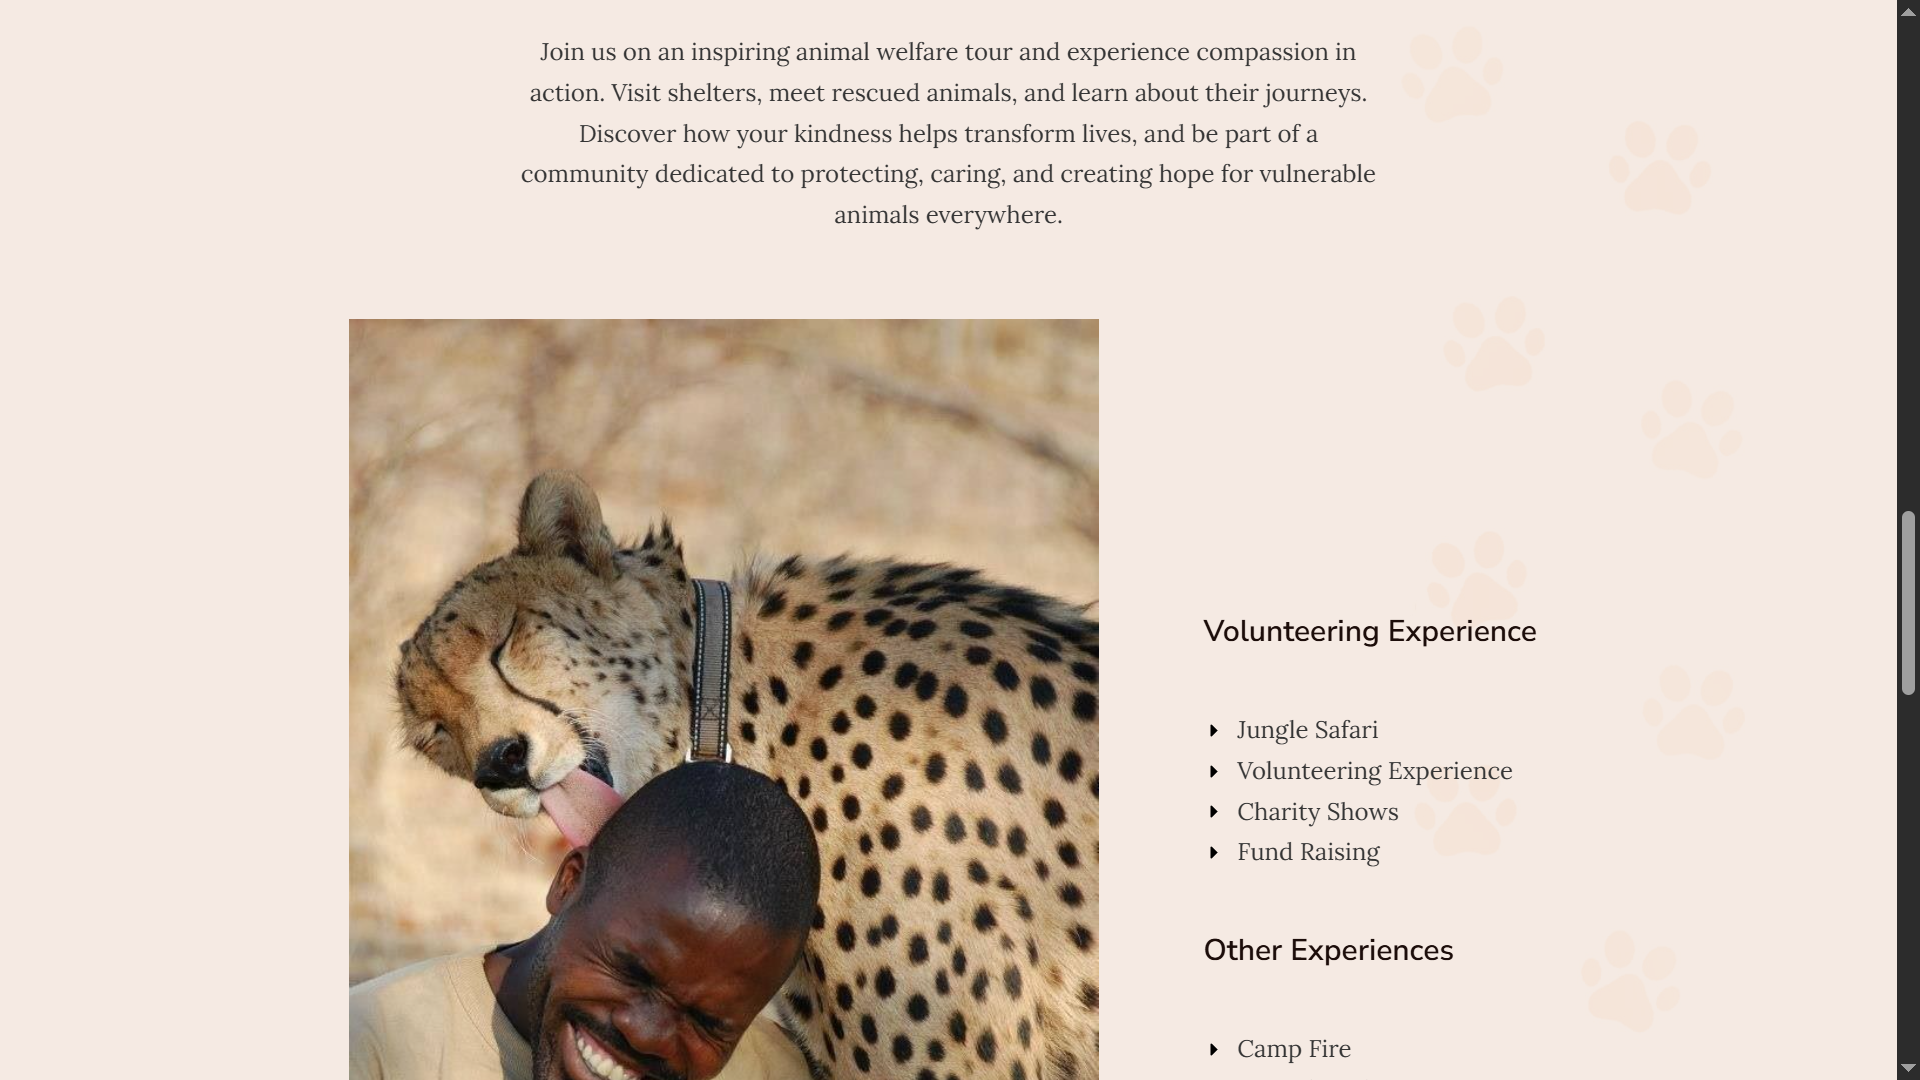 Join us on an inspiring animal welfare tour and experience compassion in
action. Visit shelters, meet rescued animals, and learn about their journeys.
Discover how your kindness helps transform lives, and be part of a
community dedicated to protecting, caring, and creating hope for vulnerable
animals everywhere.
Volunteering Experience
Jungle Safari
Volunteering Experience
Charity Shows
Fund Raising
Other Experiences
Camp Fire